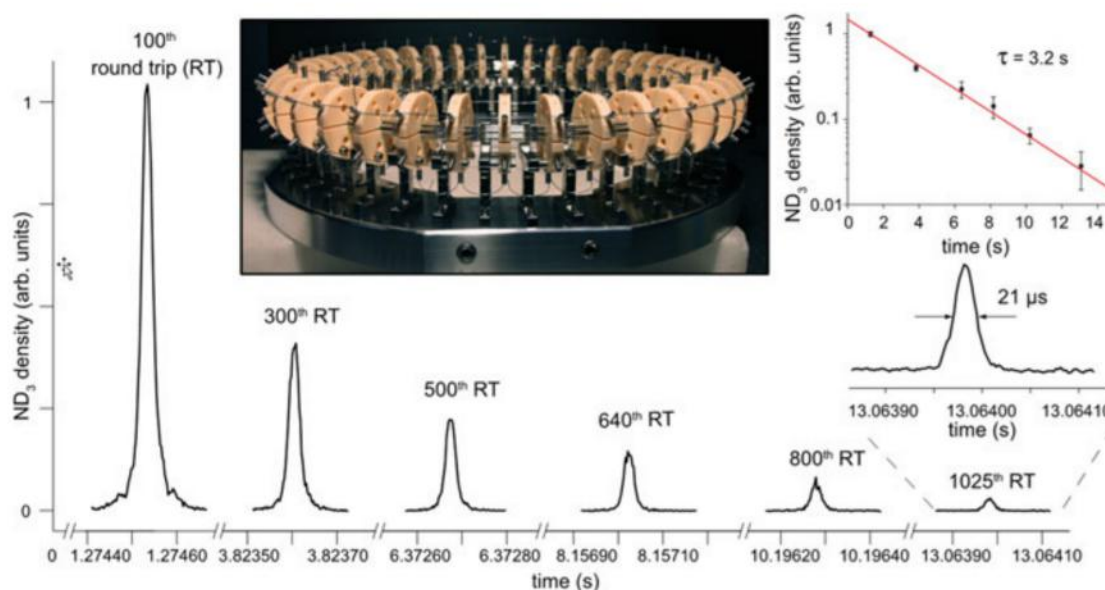 100th
round trip (RT)
ND3 density (arb. units)
1
0
300th RT
500th RT
640th RT
800th RT
1025th RT
0 1.27440 1.27460 3.82350 3.82370 6.37260 6.37280 8.15690 8.15710 10.19620 10.19640 13.06390 13.06410
time (s)
ND3 density (arb. units)
1
0.1
0.01
τ = 3.2 s
0 2 4 6 8 10 12 14
time (s)
21 µs
13.06390 13.06400 13.06410
time (s)